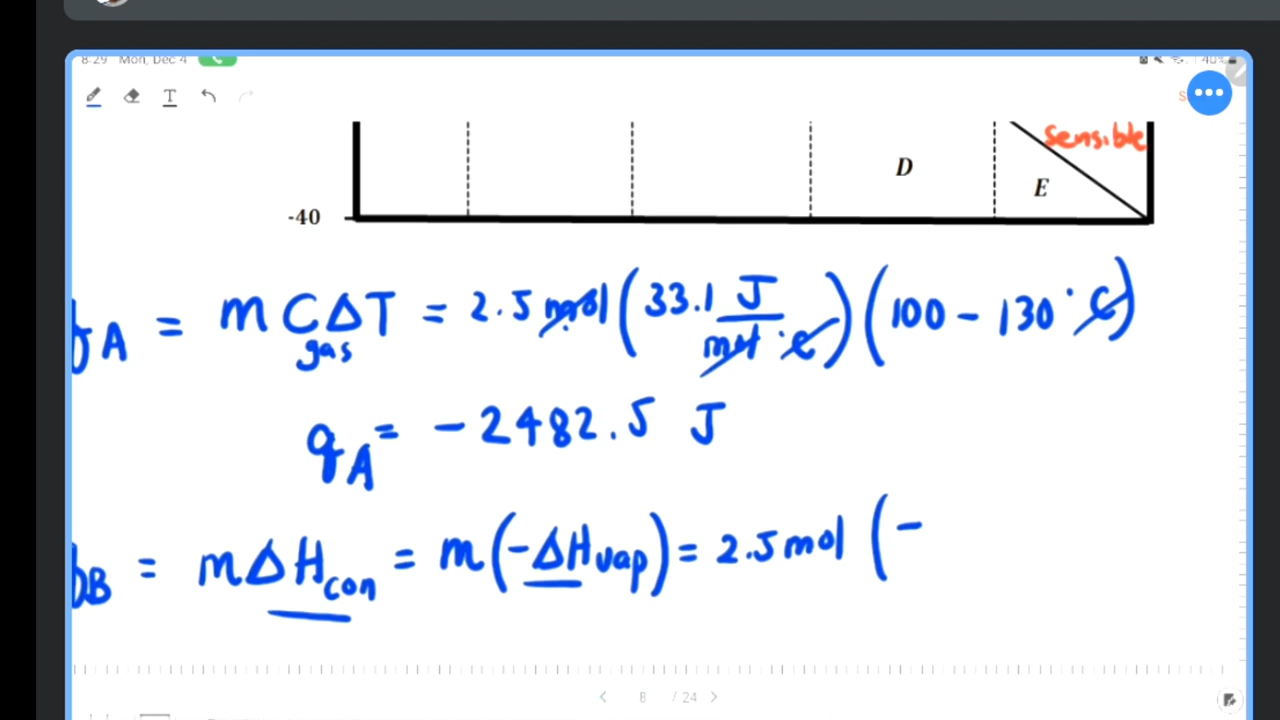 8:29 Mon, Dec 4 40%
T
sensible
D
E
-40
qA = m C gas ΔT = 2.5 mol (33.1 J / mol °C) (100 - 130 °C)
qA = - 2482.5 J
qB = m ΔHcon = m (-ΔHvap) = 2.5 mol (-
< 8 / 24 >